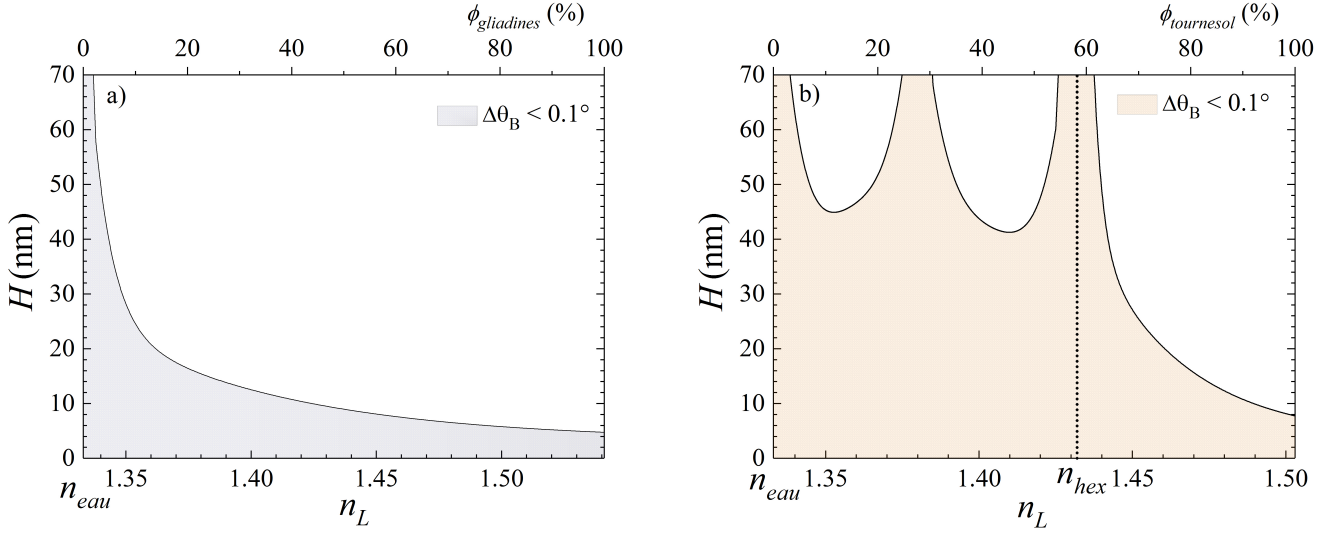 ϕgliadines (%)
0 20 40 60 80 100
70
60
50
40
30
20
10
0
H (nm)
a)
ΔθB < 0.1°
1.35 1.40 1.45 1.50
neau
nL
ϕtournesol (%)
0 20 40 60 80 100
70
60
50
40
30
20
10
0
H (nm)
b)
ΔθB < 0.1°
1.35 1.40 1.45 1.50
neau
nhex
nL